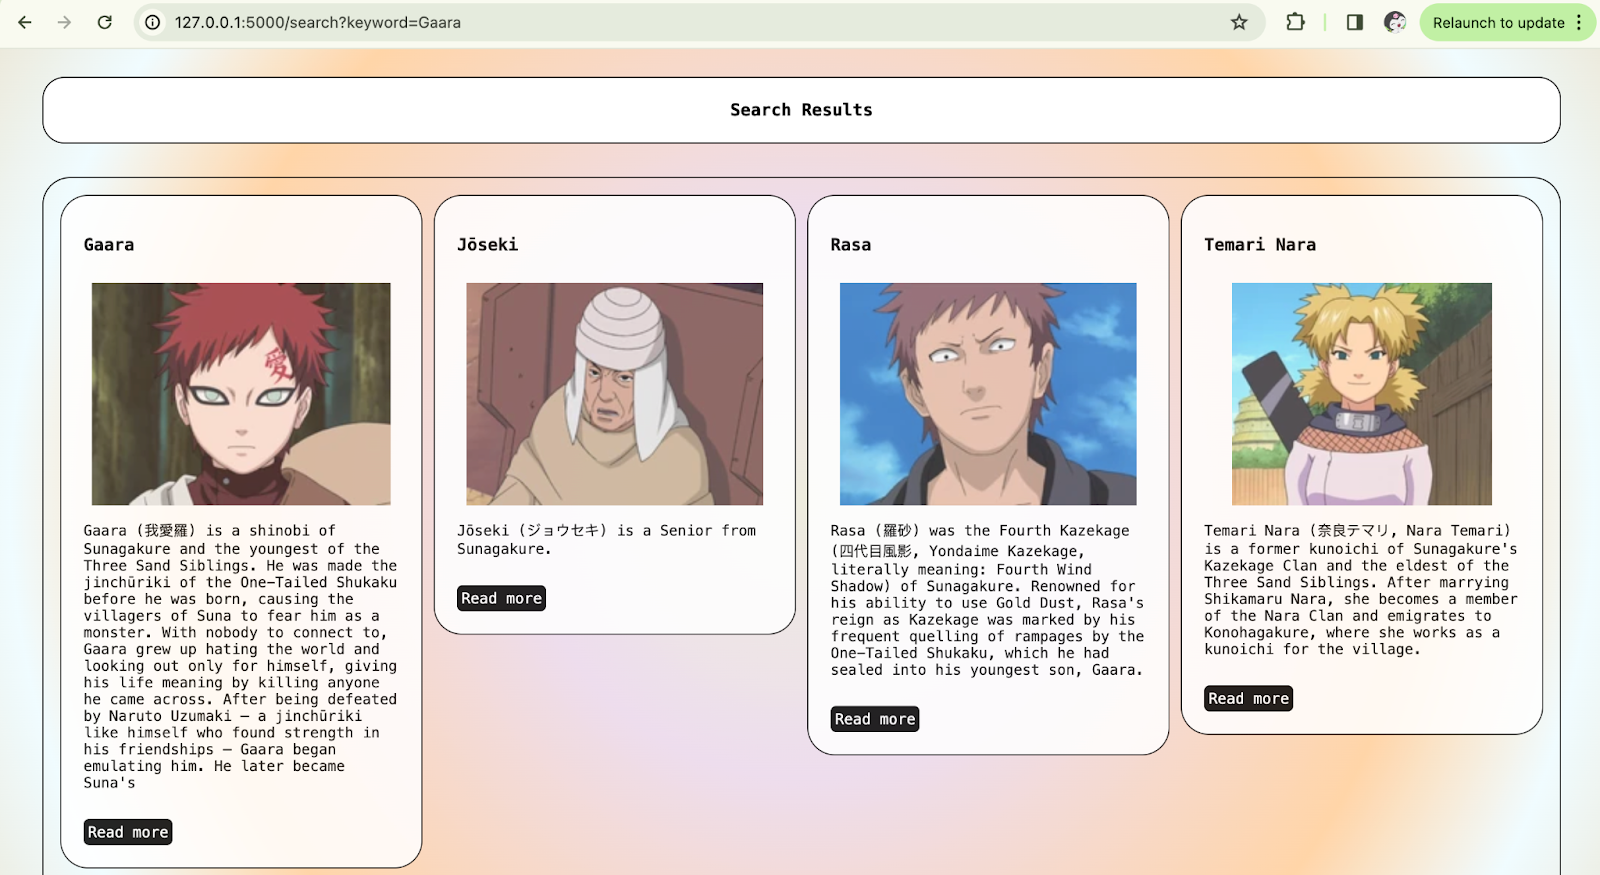 127.0.0.1:5000/search?keyword=Gaara
Relaunch to update
Search Results
Gaara
愛
Gaara (我愛羅) is a shinobi of
Sunagakure and the youngest of the
Three Sand Siblings. He was made the
jinchūriki of the One-Tailed Shukaku
before he was born, causing the
villagers of Suna to fear him as a
monster. With nobody to connect to,
Gaara grew up hating the world and
looking out only for himself, giving
his life meaning by killing anyone
he came across. After being defeated
by Naruto Uzumaki — a jinchūriki
like himself who found strength in
his friendships — Gaara began
emulating him. He later became
Suna's
Read more
Jōseki
Jōseki (ジョウセキ) is a Senior from
Sunagakure.
Read more
Rasa
Rasa (羅砂) was the Fourth Kazekage
(四代目風影, Yondaime Kazekage,
literally meaning: Fourth Wind
Shadow) of Sunagakure. Renowned for
his ability to use Gold Dust, Rasa's
reign as Kazekage was marked by his
frequent quelling of rampages by the
One-Tailed Shukaku, which he had
sealed into his youngest son, Gaara.
Read more
Temari Nara
Temari Nara (奈良テマリ, Nara Temari)
is a former kunoichi of Sunagakure's
Kazekage Clan and the eldest of the
Three Sand Siblings. After marrying
Shikamaru Nara, she becomes a member
of the Nara Clan and emigrates to
Konohagakure, where she works as a
kunoichi for the village.
Read more